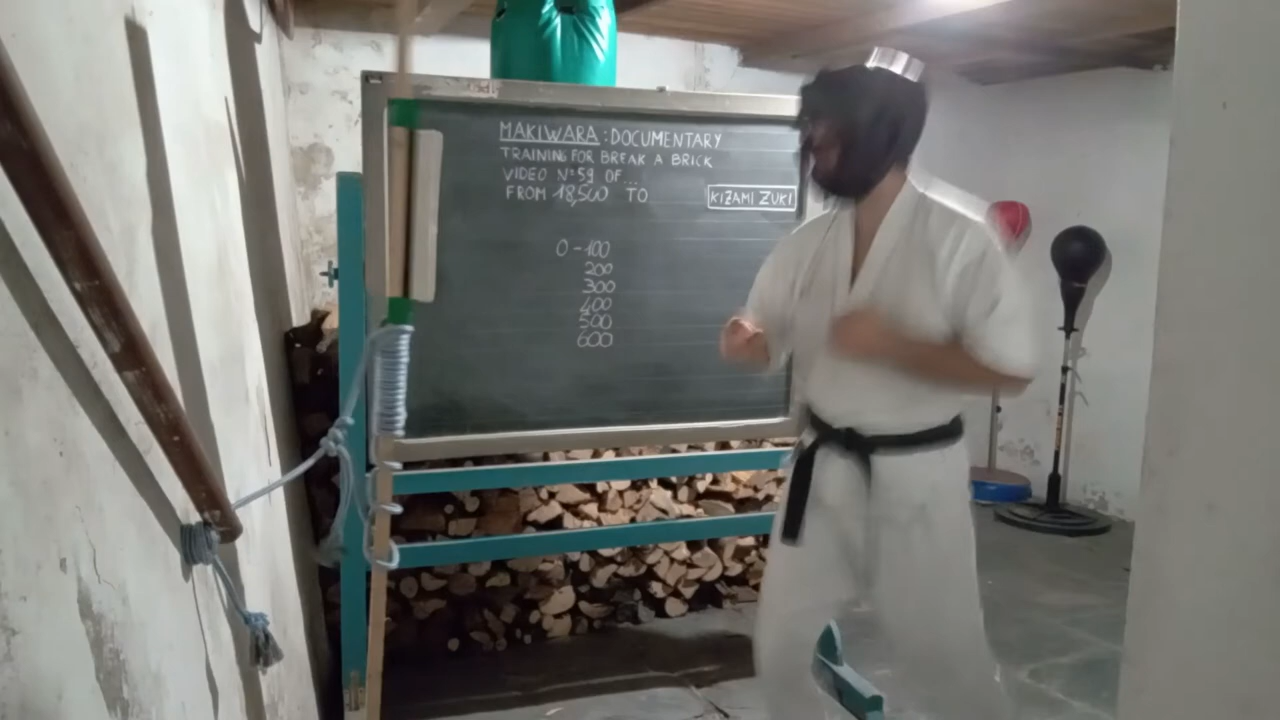 MAKIWARA: DOCUMENTARY
TRAINING FOR BREAK A BRICK
VIDEO N°59 OF...
FROM 18,500 TO
KIZAMI ZUKI
0-100
200
300
400
500
600